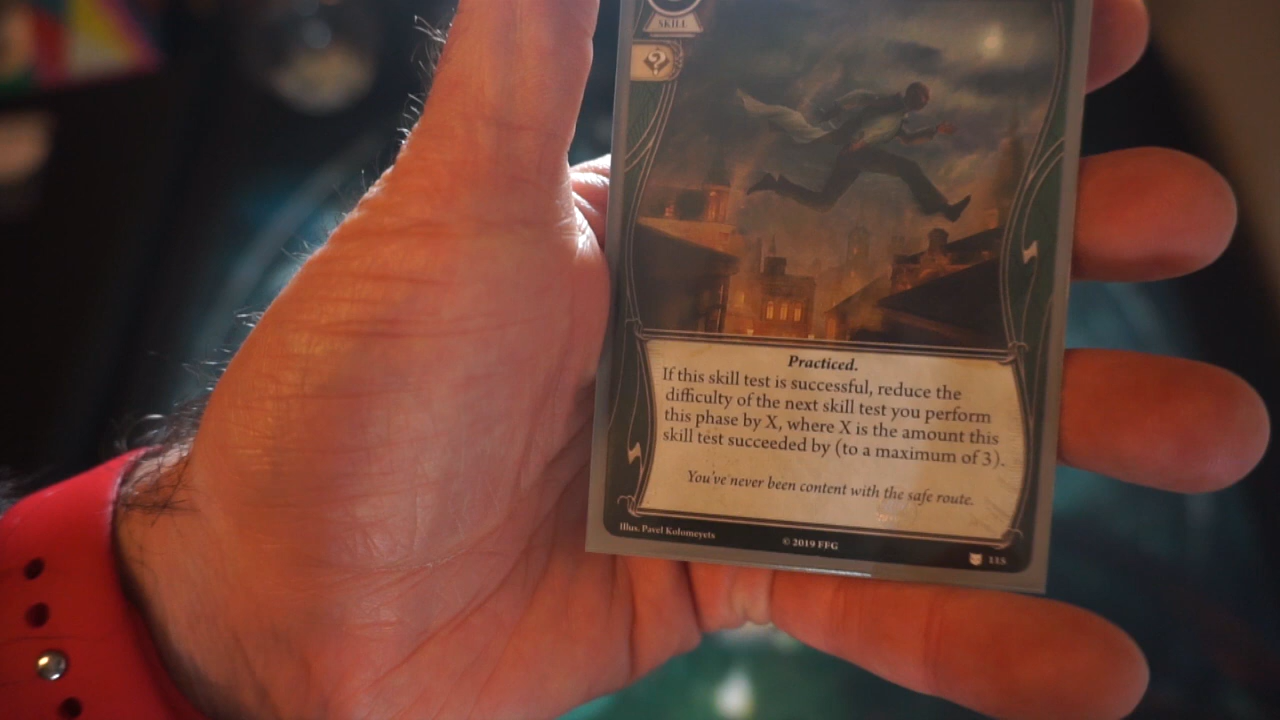 SKILL
Practiced.
If this skill test is successful, reduce the
difficulty of the next skill test you perform
this phase by X, where X is the amount this
skill test succeeded by (to a maximum of 3).
You've never been content with the safe route.
Illus. Pavel Kolomeyets
© 2019 FFG
115